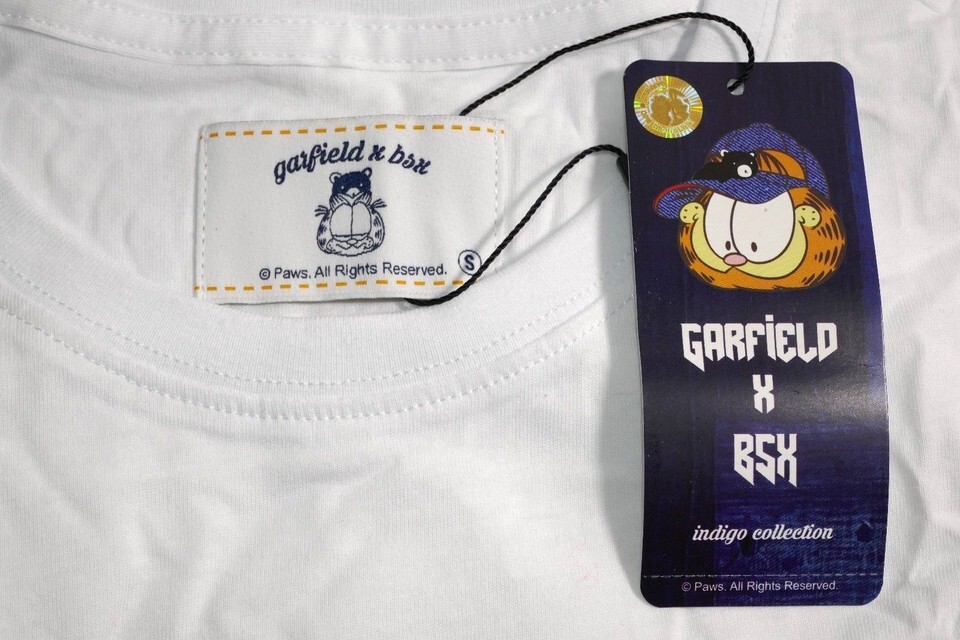 garfield x bsx
© Paws. All Rights Reserved.
S
GARFIELD
X
BSX
indigo collection
© Paws. All Rights Reserved.